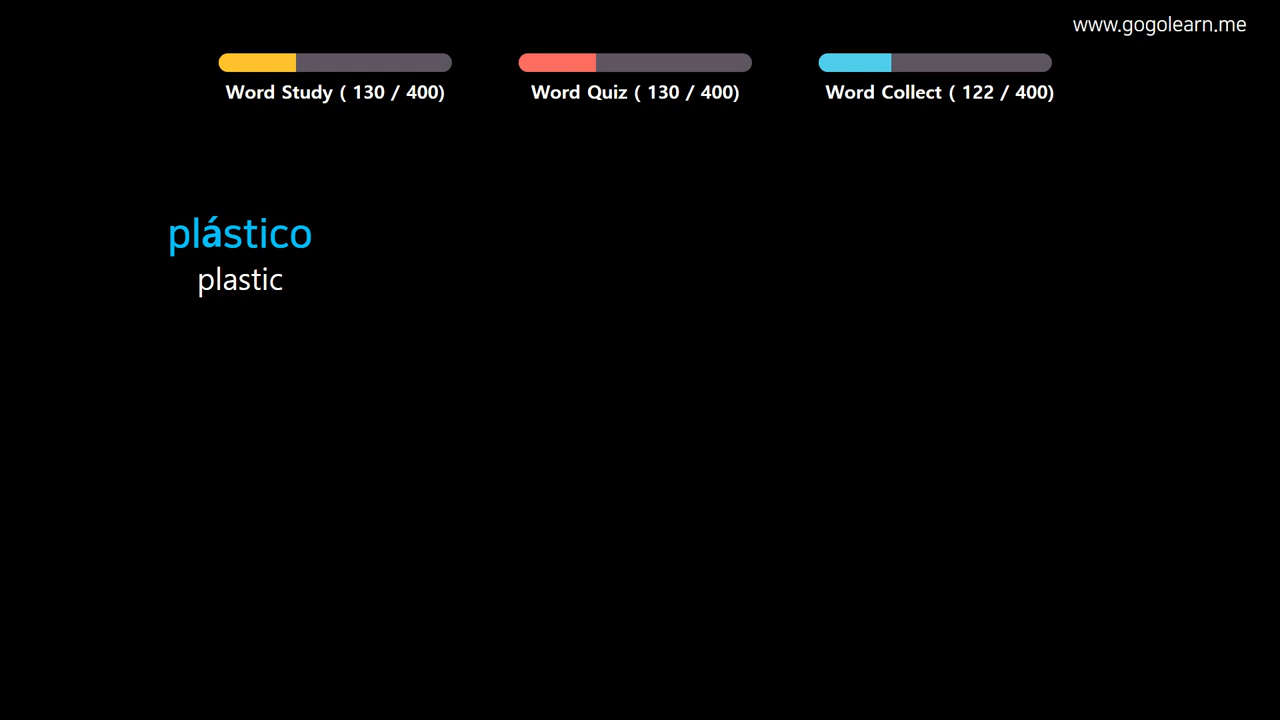 www.gogolearn.me
Word Study ( 130 / 400)
Word Quiz ( 130 / 400)
Word Collect ( 122 / 400)
plástico
plastic